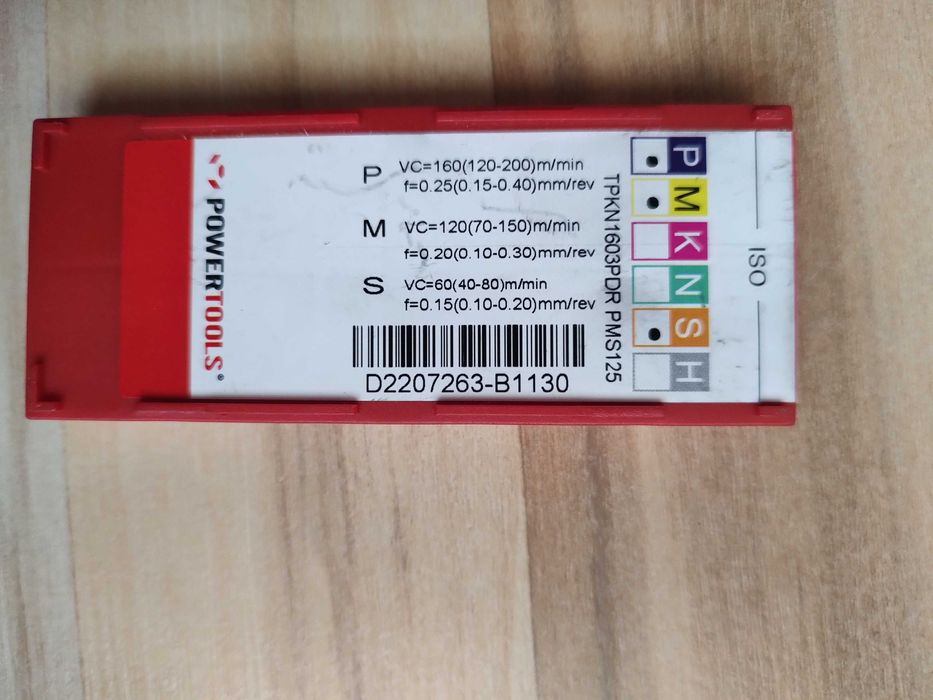 POWERTOOLS®
P VC=160(120-200)m/min
f=0.25(0.15-0.40)mm/rev
M VC=120(70-150)m/min
f=0.20(0.10-0.30)mm/rev
S VC=60(40-80)m/min
f=0.15(0.10-0.20)mm/rev
D2207263-B1130
TPKN1603PDR PMS125
P
M
K
N
S
H
ISO